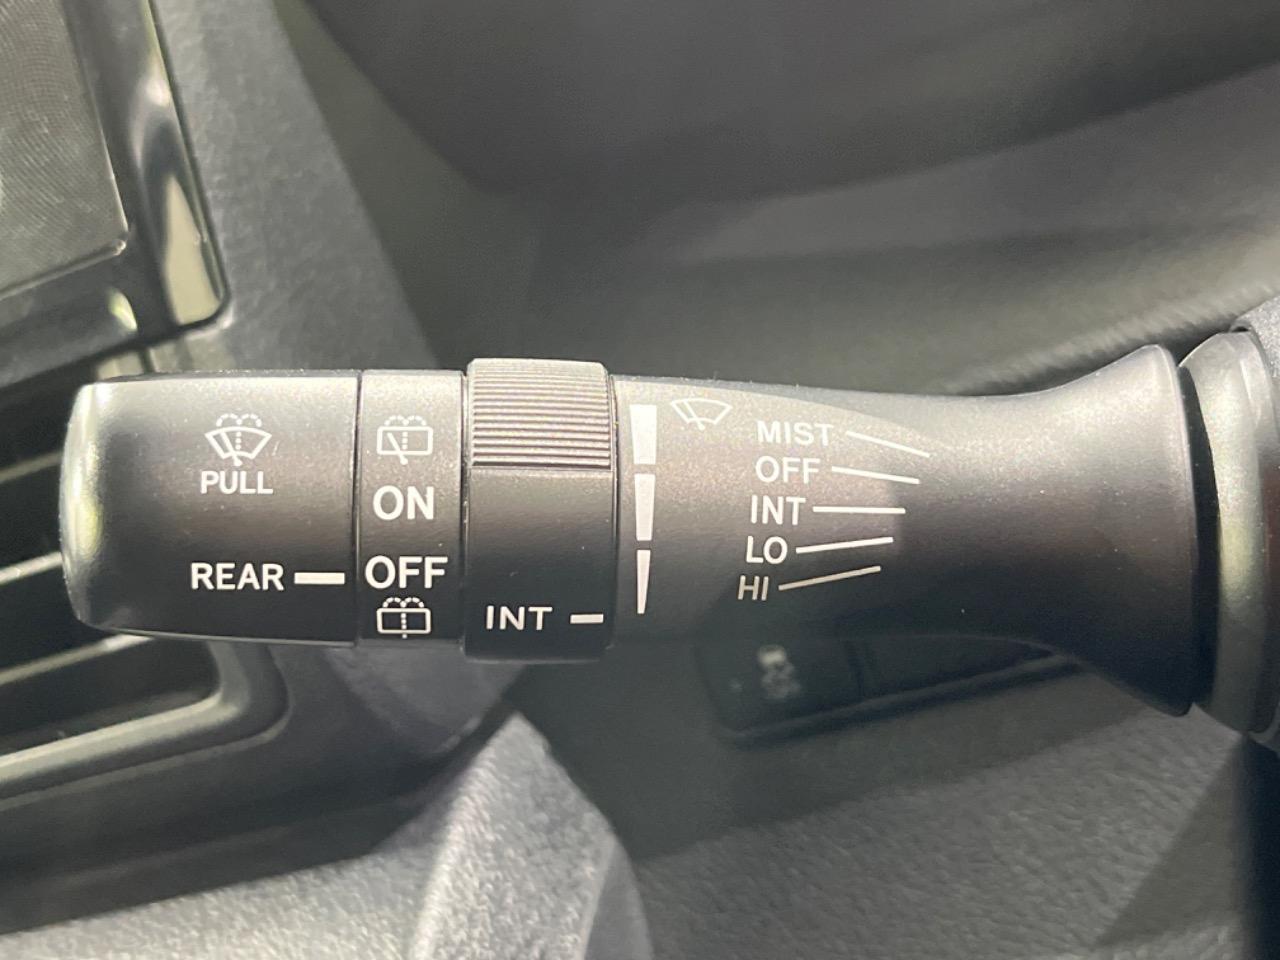 PULL
REAR
ON
OFF
INT
MIST
OFF
INT
LO
HI